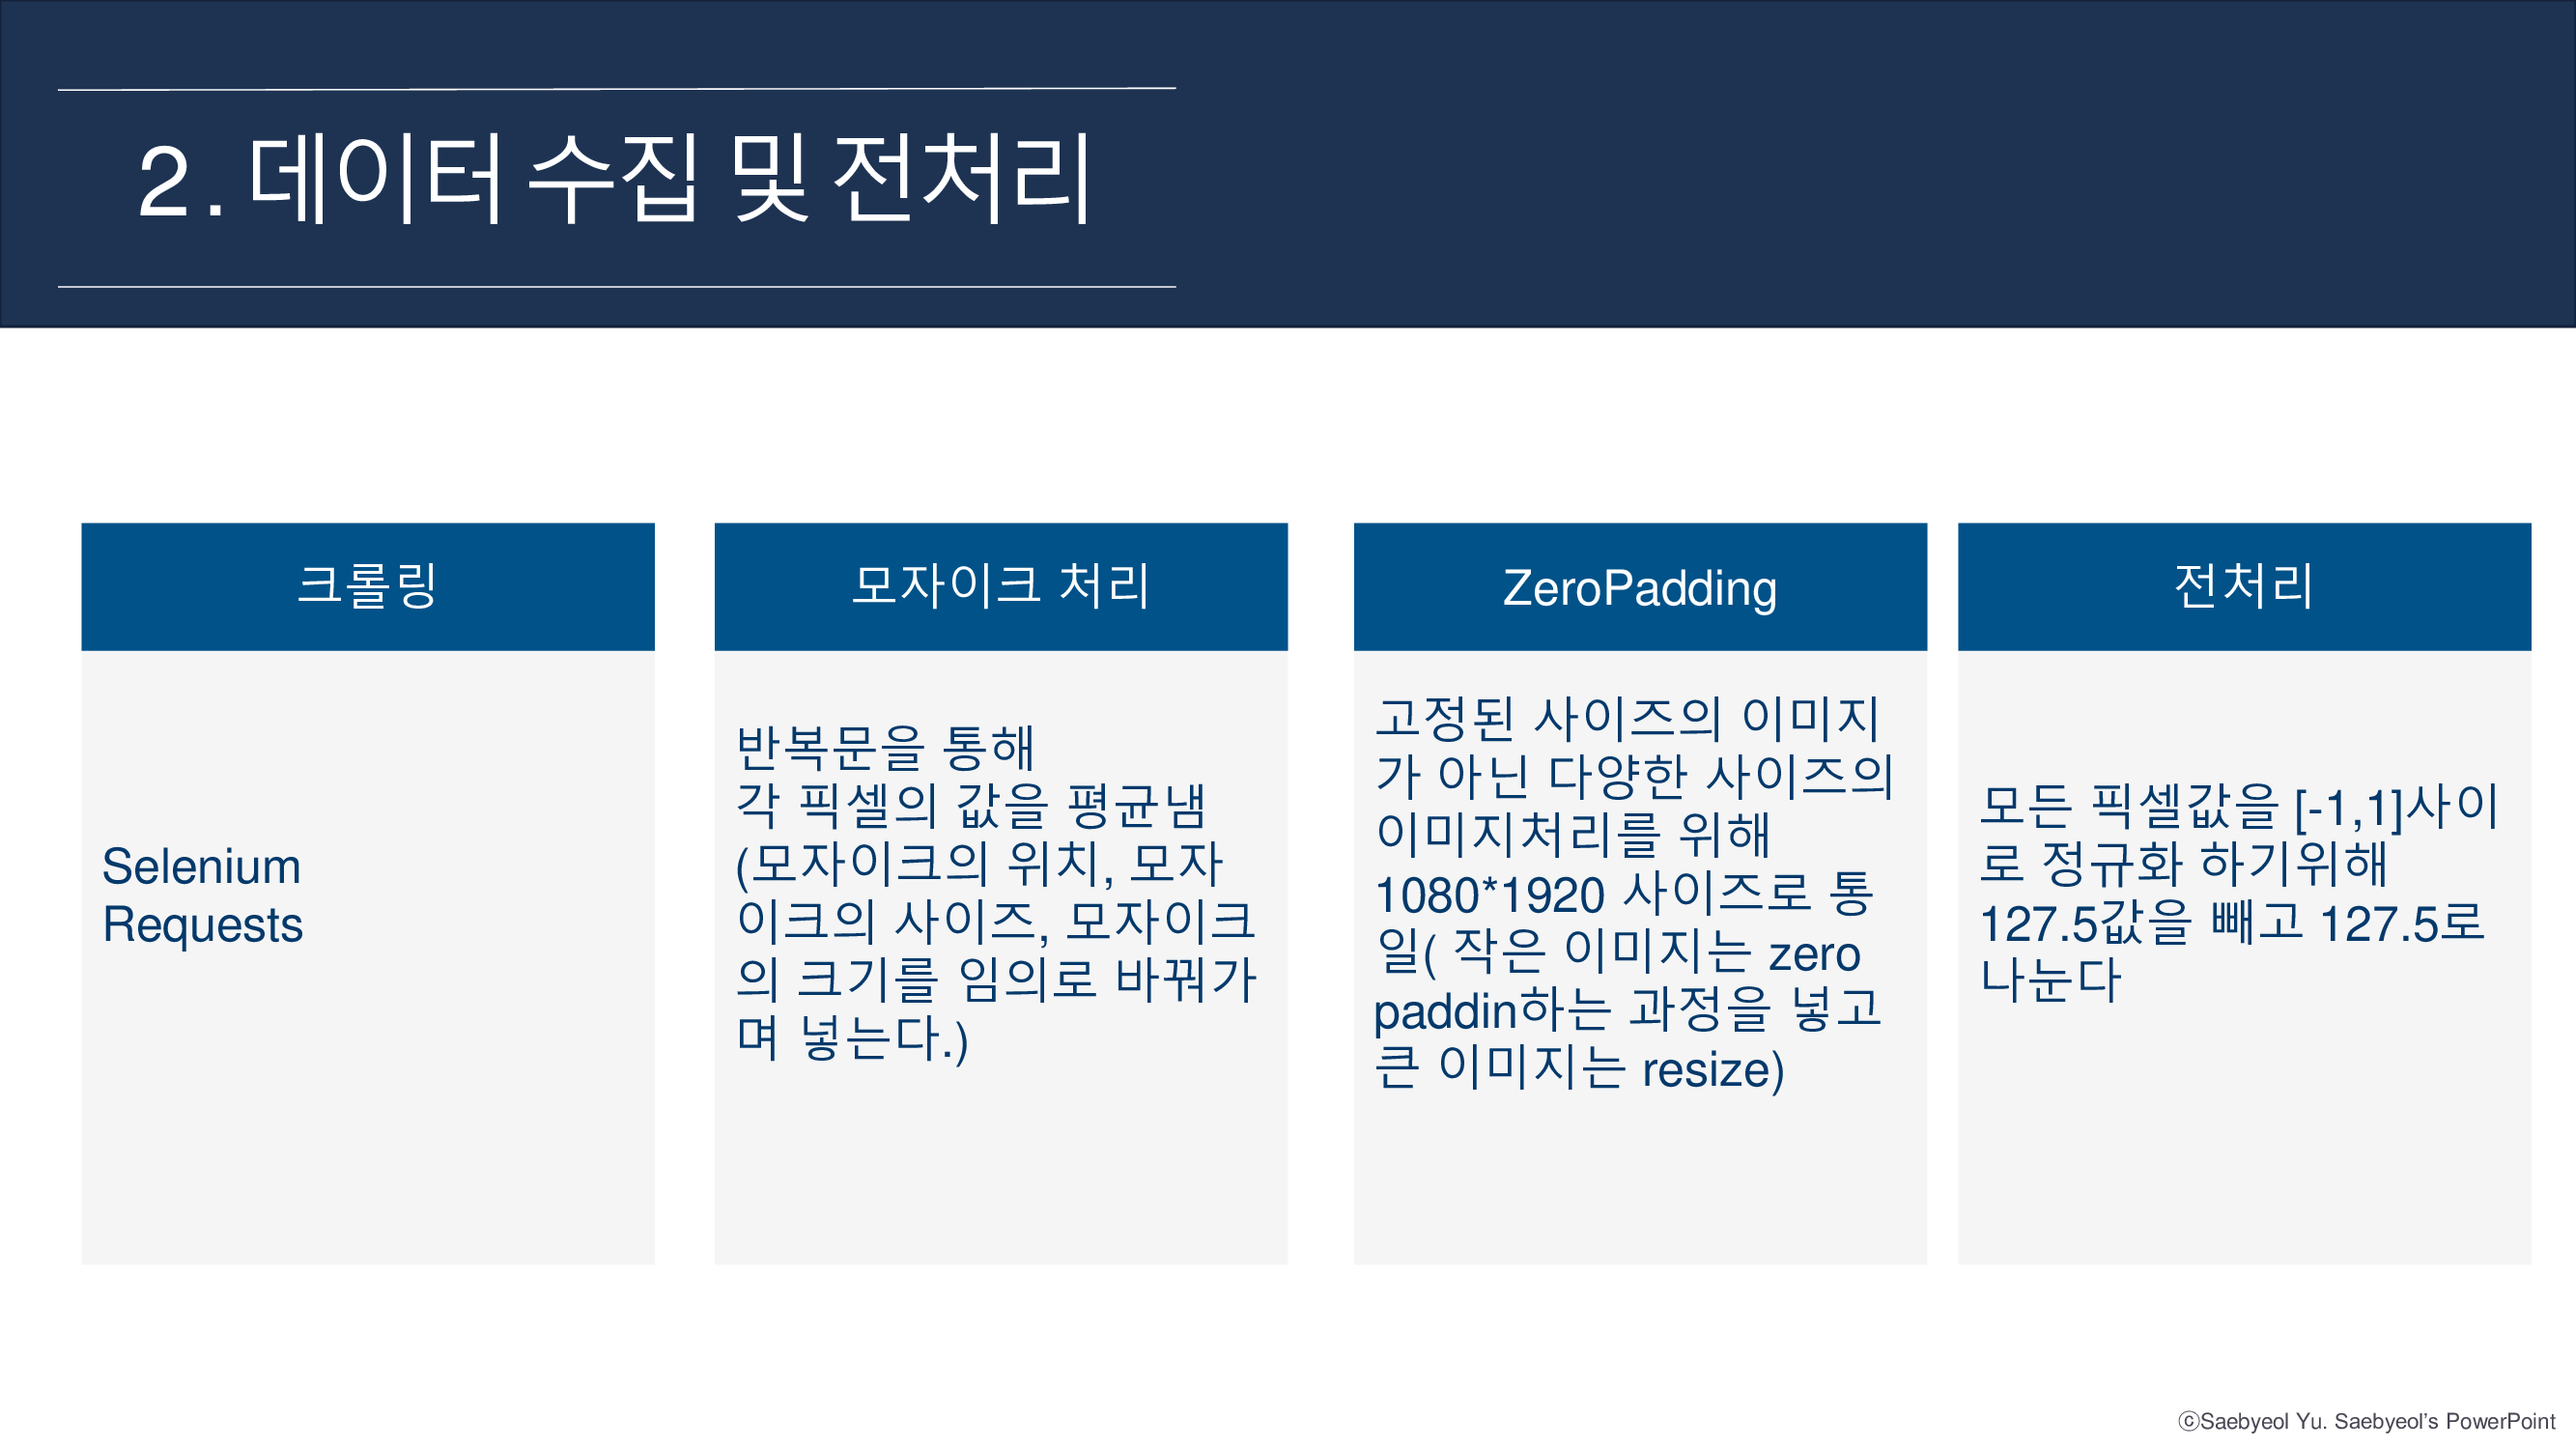 2. 데이터 수집 및 전처리
크롤링
Selenium
Requests
모자이크 처리
반복문을 통해
각 픽셀의 값을 평균냄
(모자이크의 위치, 모자
이크의 사이즈, 모자이크
의 크기를 임의로 바꿔가
며 넣는다.)
ZeroPadding
고정된 사이즈의 이미지
가 아닌 다양한 사이즈의
이미지처리를 위해
1080*1920 사이즈로 통
일( 작은 이미지는 zero
paddin하는 과정을 넣고
큰 이미지는 resize)
전처리
모든 픽셀값을 [-1,1]사이
로 정규화 하기위해
127.5값을 빼고 127.5로
나눈다
ⓒSaebyeol Yu. Saebyeol’s PowerPoint